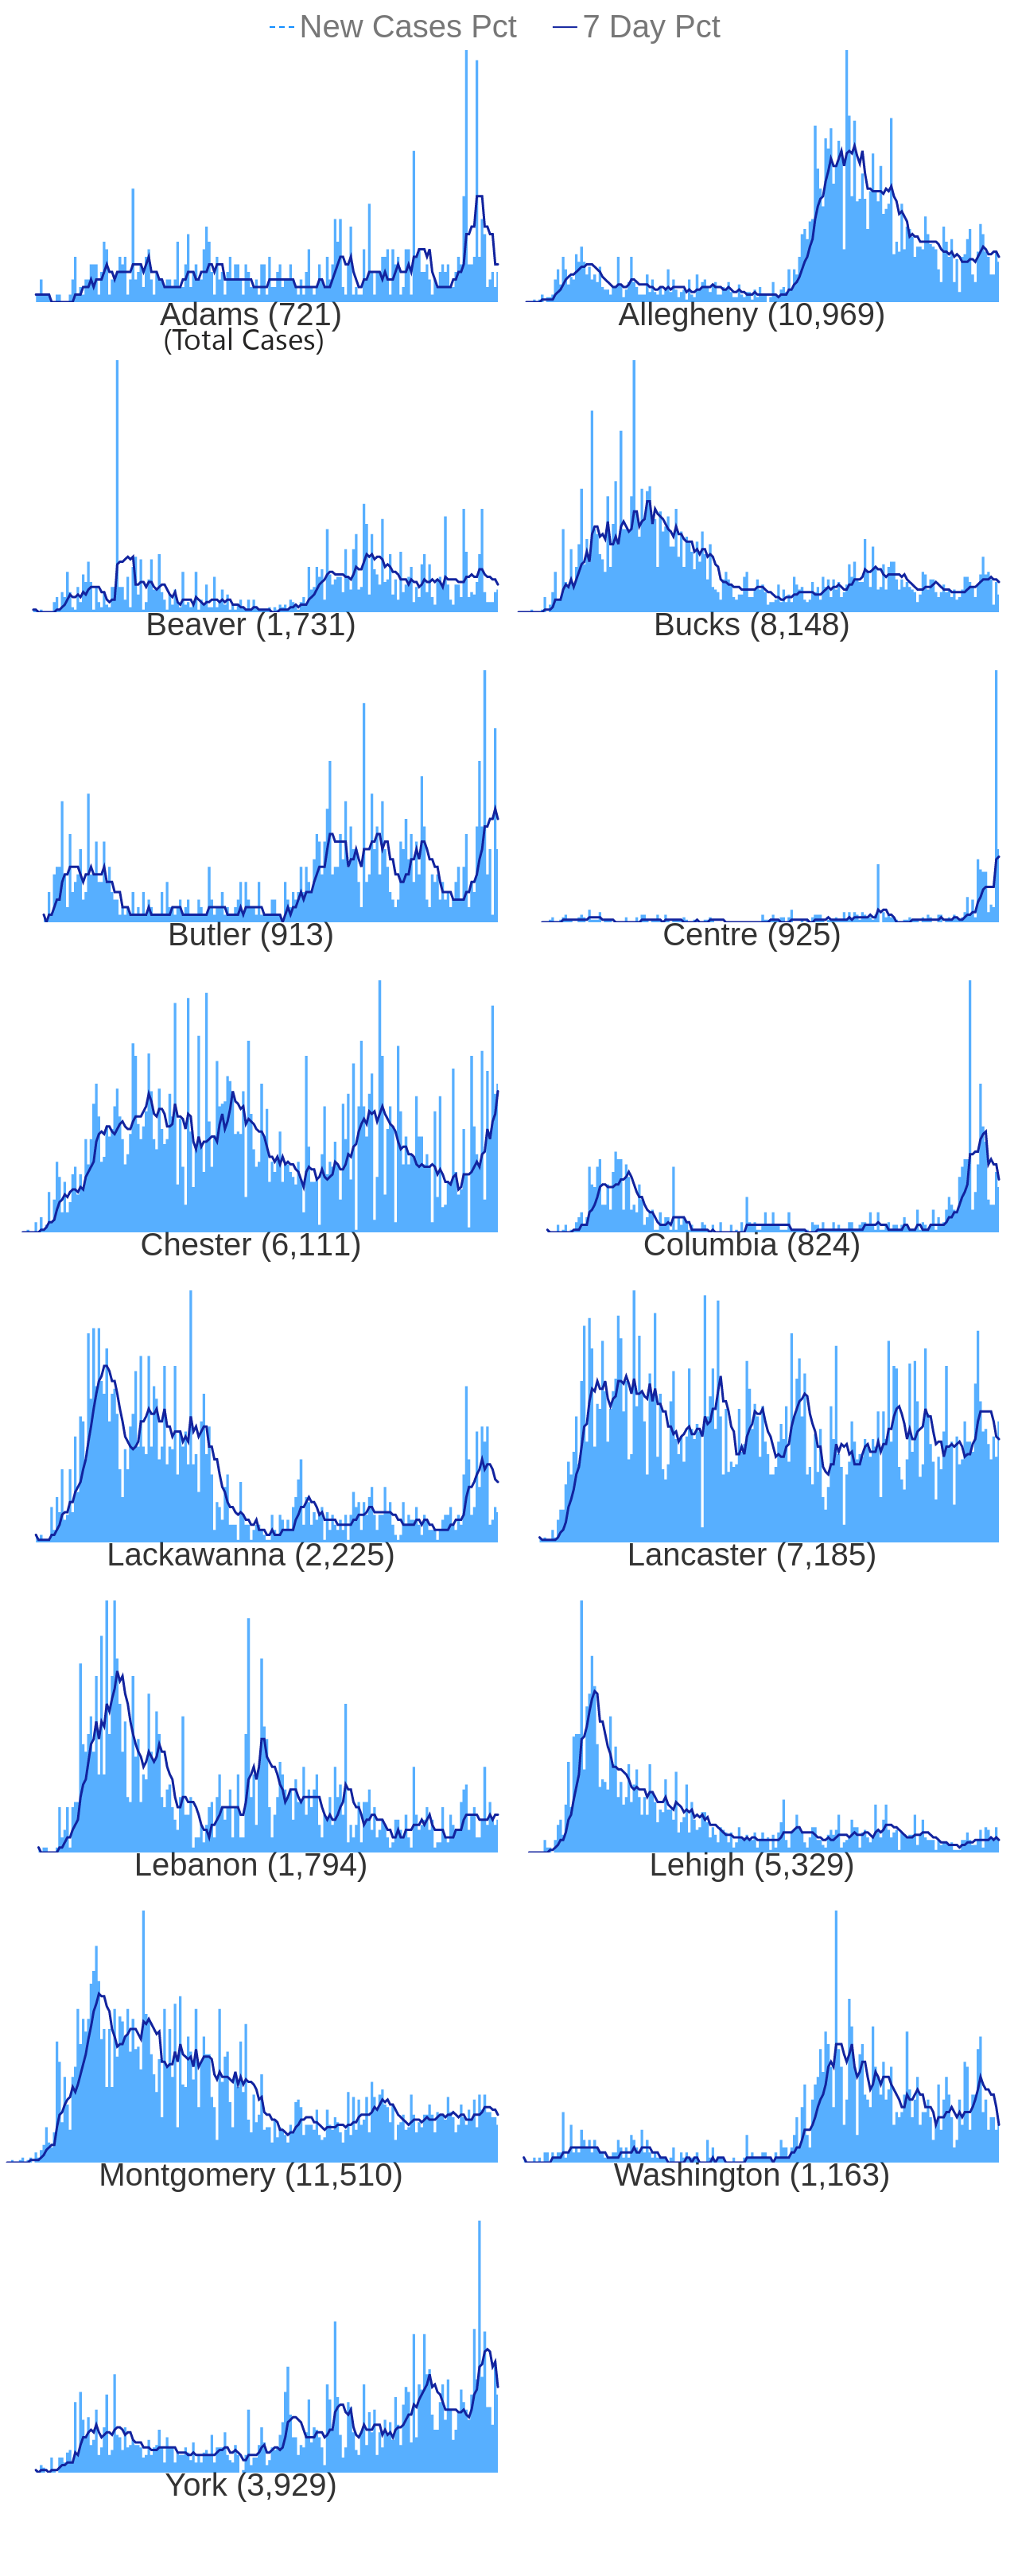 New Cases Pct 7 Day Pct
Adams (721) Allegheny (10,969)
(Total Cases)
Beaver (1,731) Bucks (8,148)
Butler (913) Centre (925)
Chester (6,111) Columbia (824)
Lackawanna (2,225) Lancaster (7,185)
Lebanon (1,794) Lehigh (5,329)
Montgomery (11,510) Washington (1,163)
York (3,929)